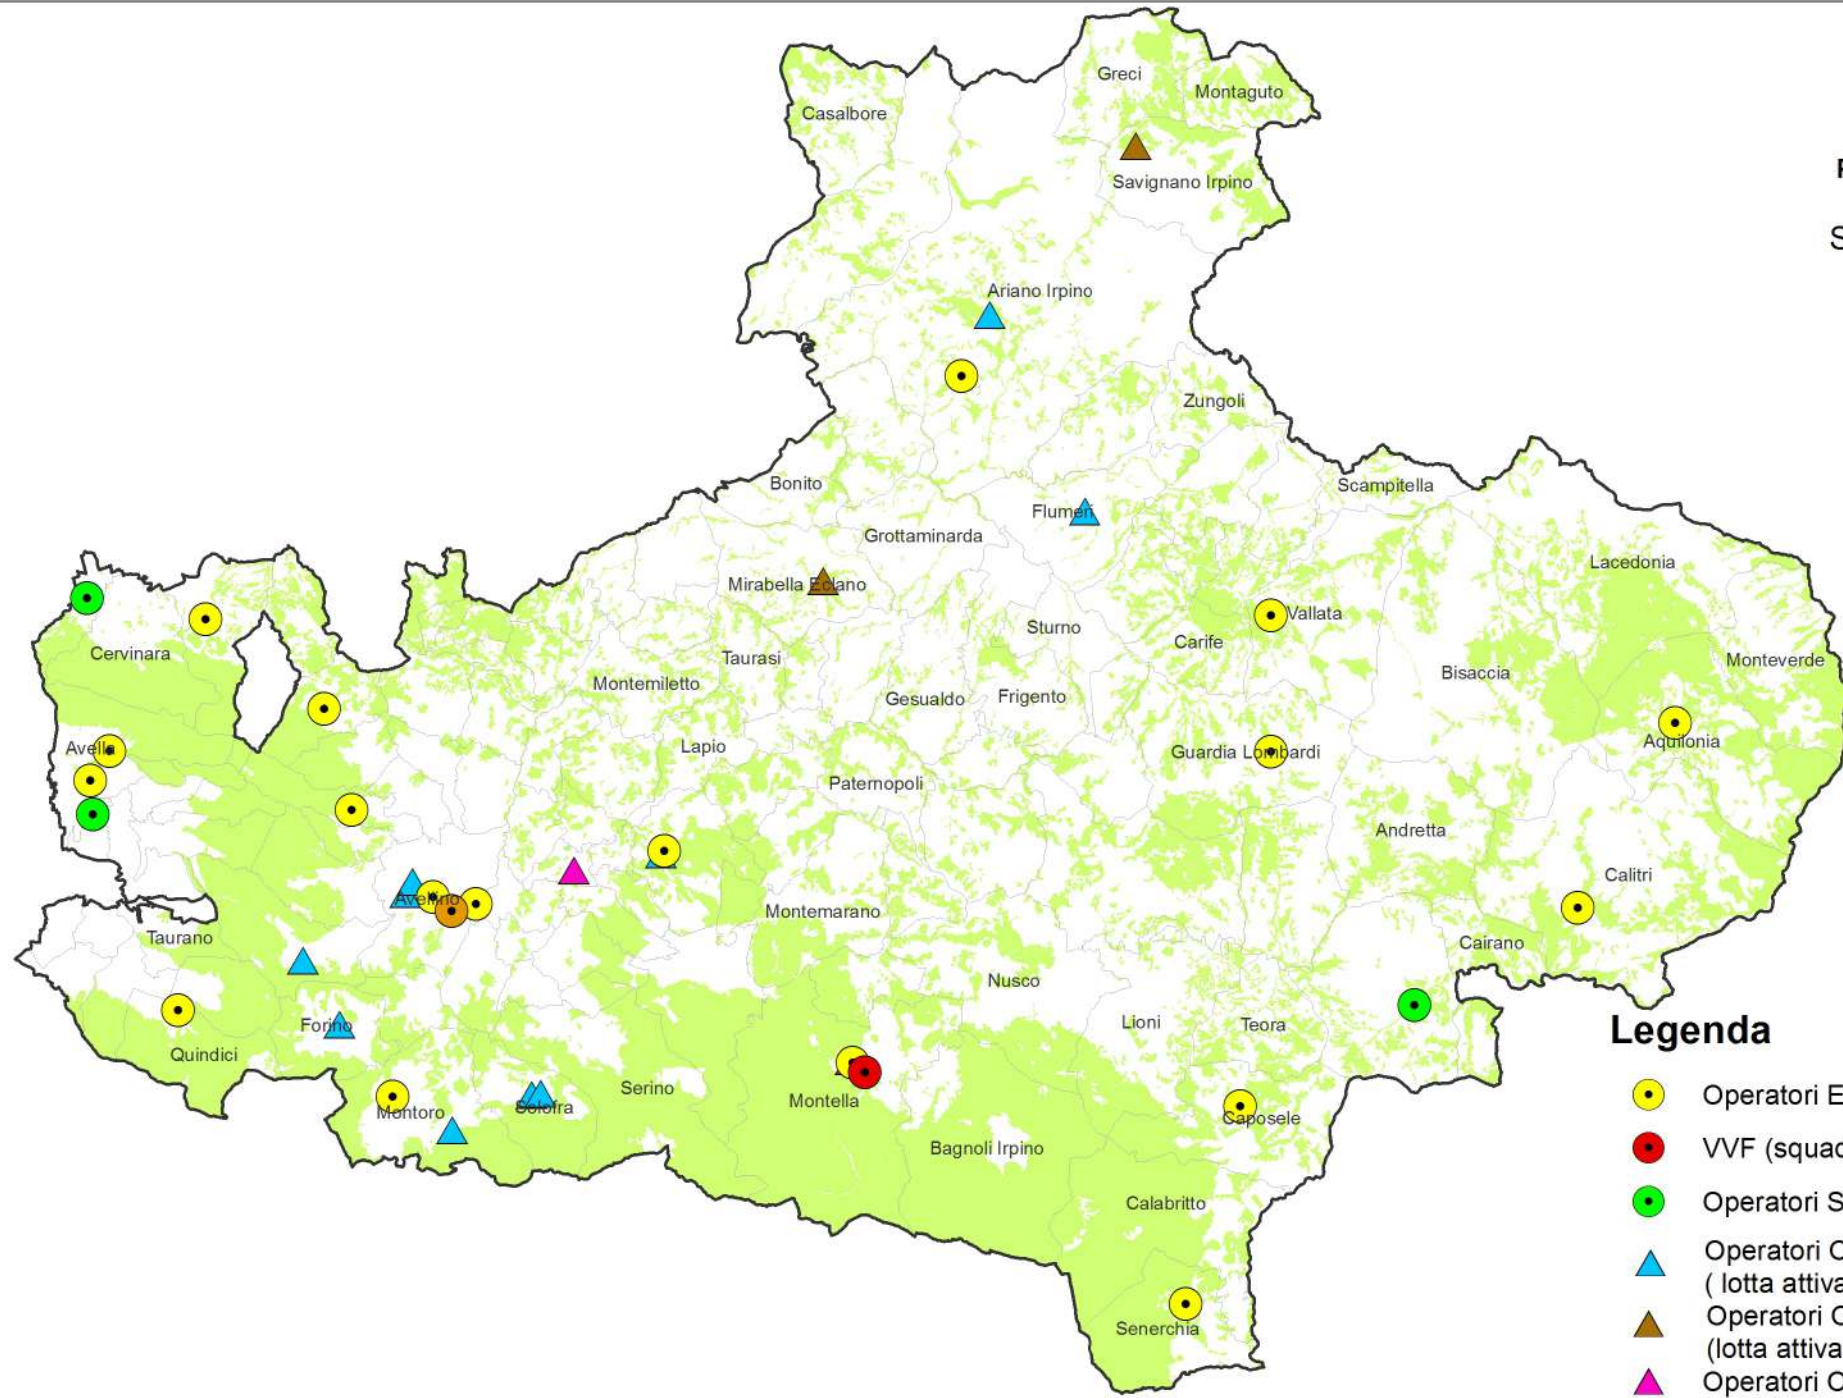 Greci
Montaguto
Casalbore
Savignano Irpino
Ariano Irpino
Zungoli
Bonito
Scampitella
Flumeri
Grottaminarda
Lacedonia
Mirabella Eclano
Vallata
Sturno
Carife
Cervinara
Taurasi
Monteverde
Bisaccia
Montemiletto
Gesualdo
Frigento
Aquilonia
Avella
Lapio
Guardia Lombardi
Paternopoli
Andretta
Calitri
Avellino
Montemarano
Taurano
Cairano
Nusco
Lioni
Teora
Forino
Quindici
Serino
Montella
Solofra
Montoro
Caposele
Bagnoli Irpino
Calabritto
Senerchia
Legenda
Operatori E
VVF (squad
Operatori S
Operatori C
( lotta attiva
Operatori C
(lotta attiva
Operatori C